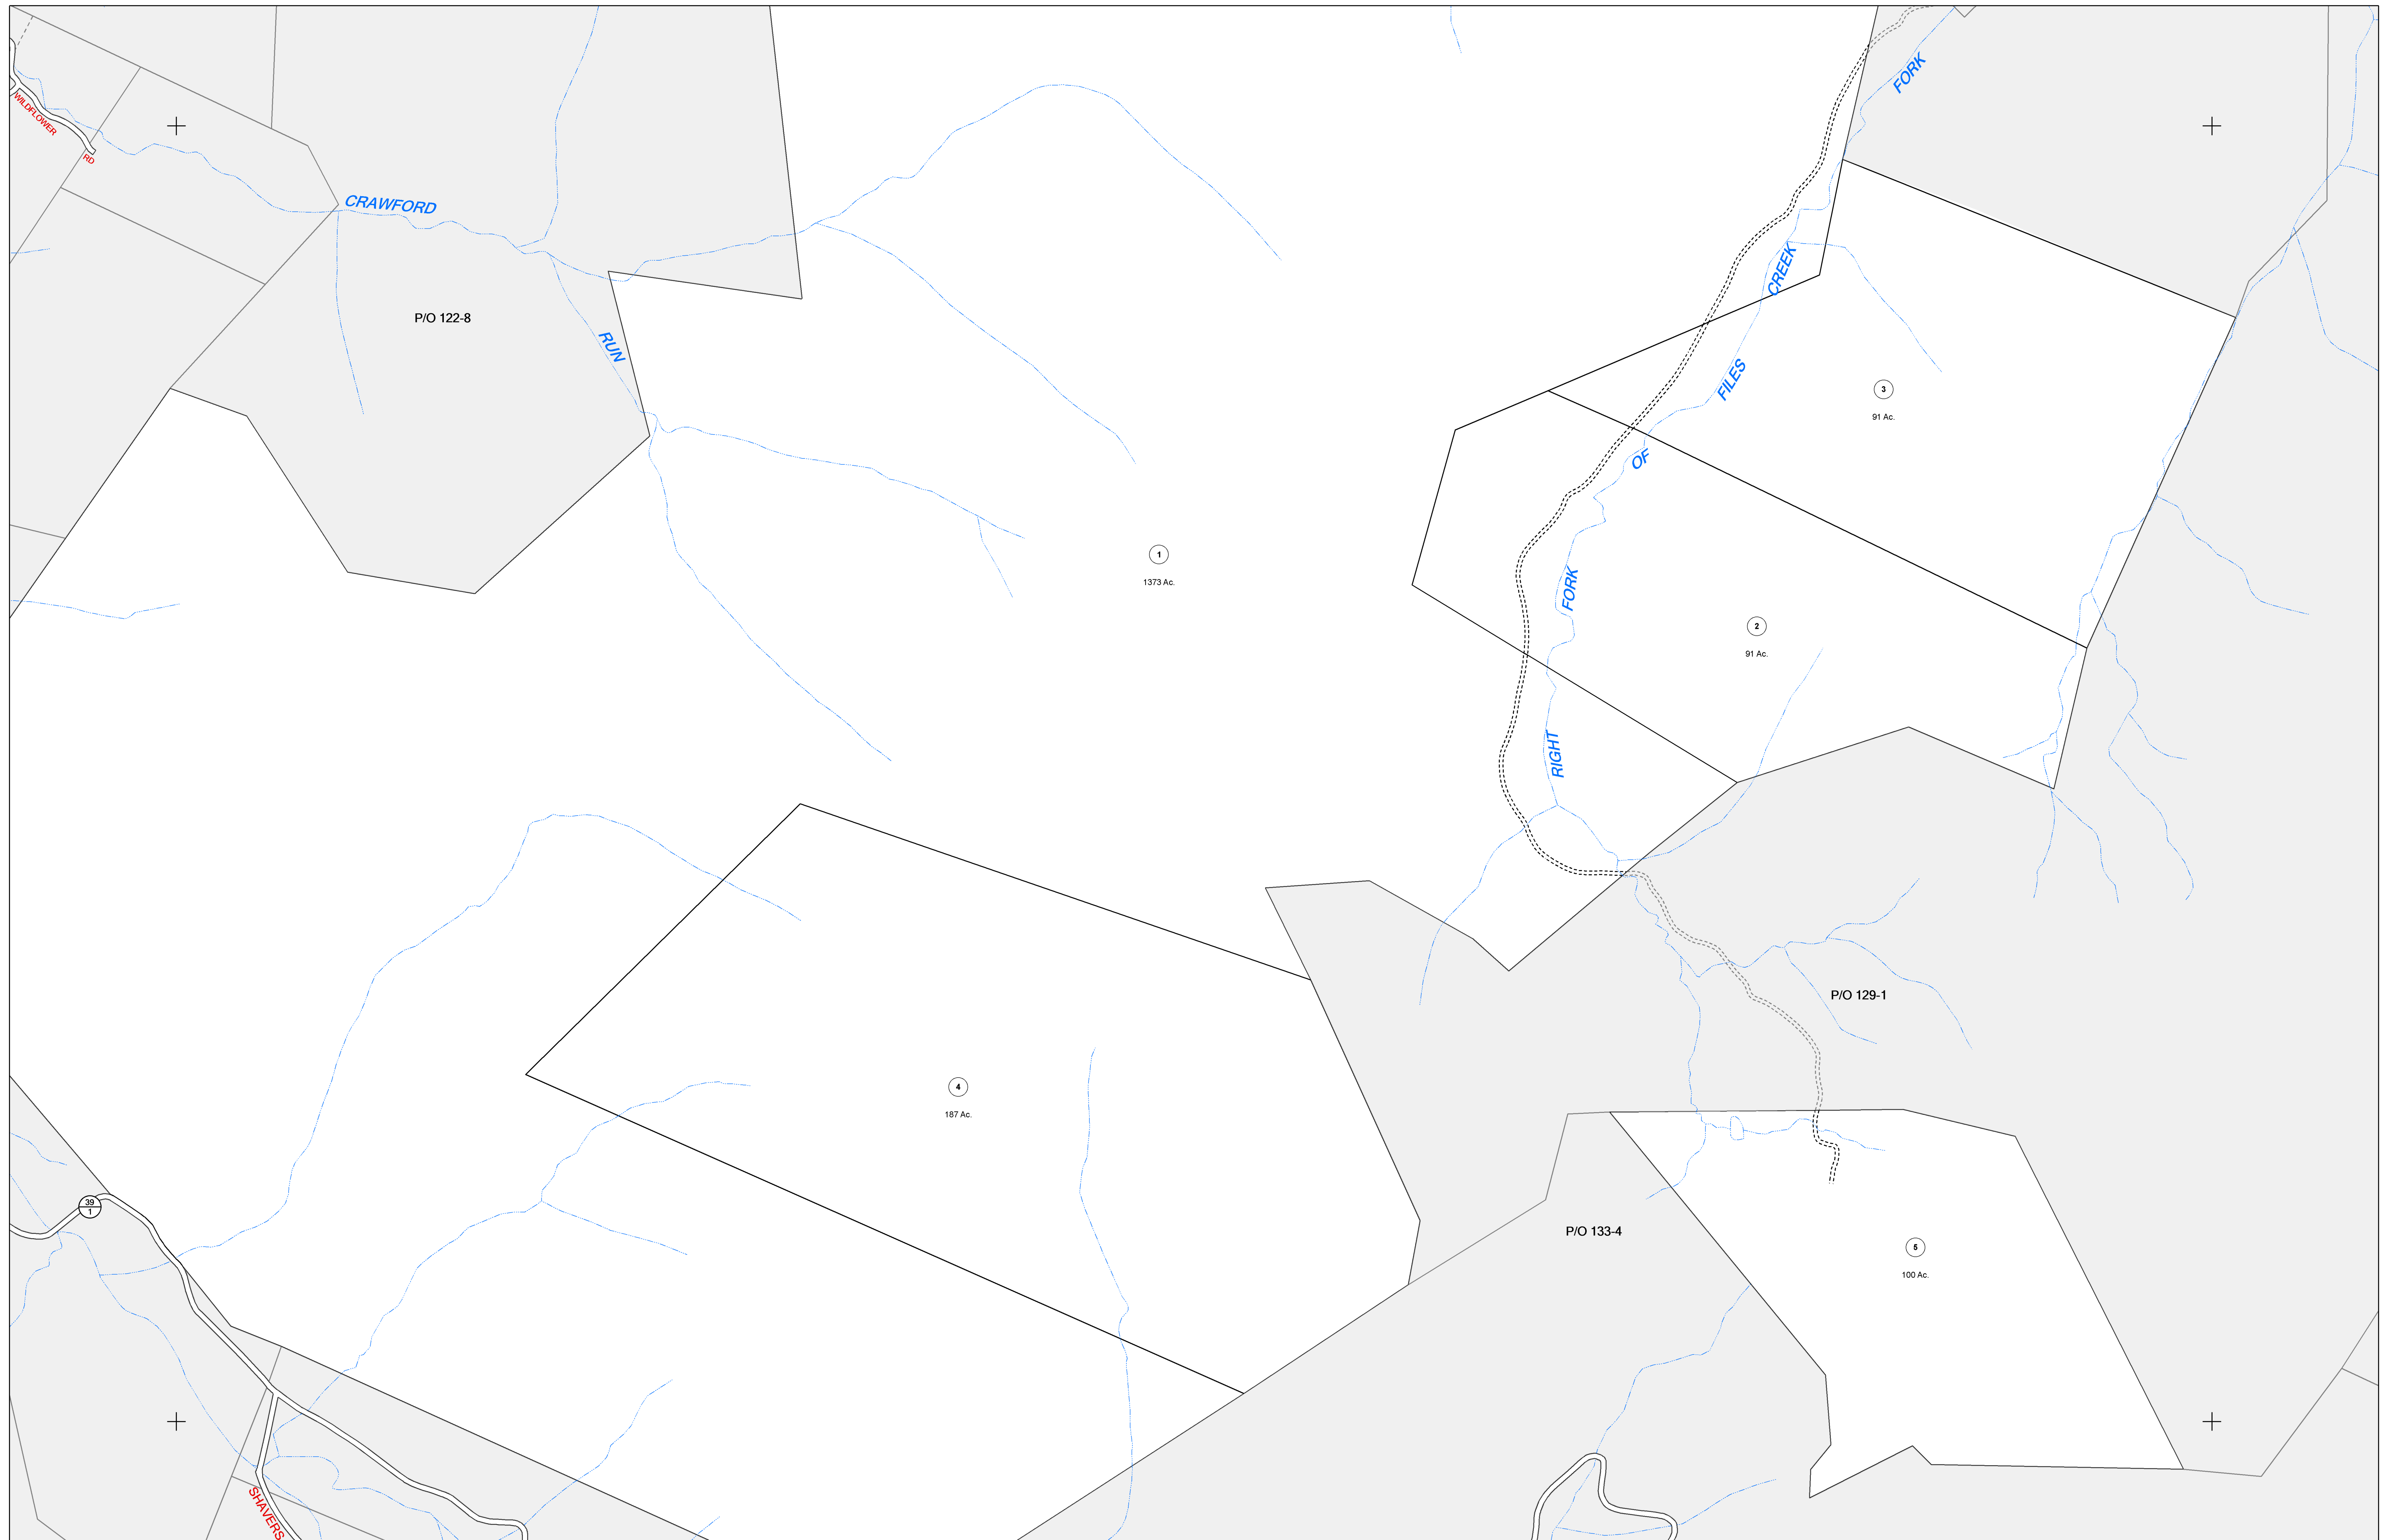 FORK
WILDFLOWER
RD
CRAWFORD
CREEK
P/O 122-8
RUN
FILES
3
91 Ac.
OF
1
1373 Ac.
FORK
2
91 Ac.
RIGHT
P/O 129-1
4
187 Ac.
39
1
P/O 133-4
5
100 Ac.
SHAVERS